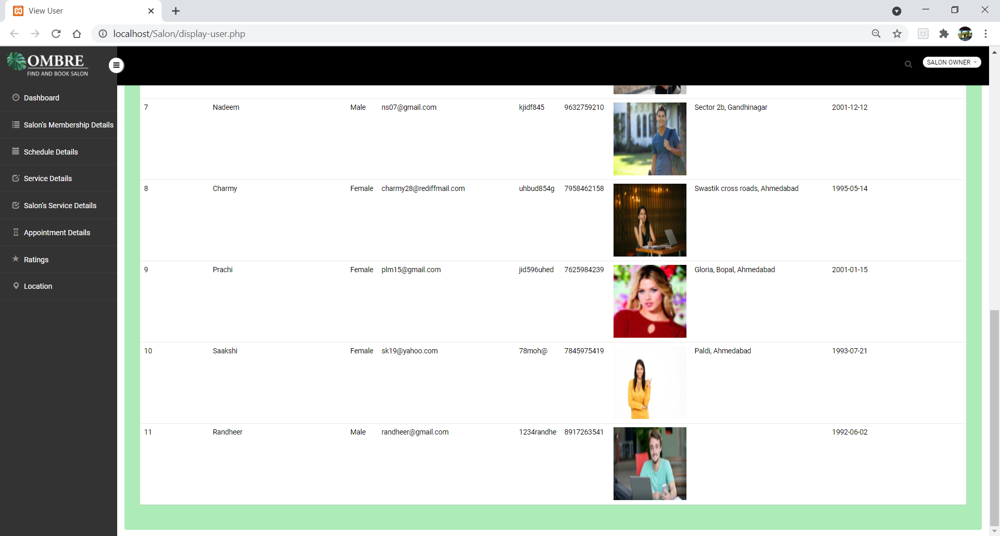 View User
localhost/Salon/display-user.php
OMBRE
FIND AND BOOK SALON
SALON OWNER
Dashboard
Salon's Membership Details
Schedule Details
Service Details
Salon's Service Details
Appointment Details
Ratings
Location
7 Nadeem Male ns07@gmail.com kjidf845 9632759210 Sector 2b, Gandhinagar 2001-12-12
8 Charmy Female charmy28@rediffmail.com uhbud854g 7958462158 Swastik cross roads, Ahmedabad 1995-05-14
9 Prachi Female plm15@gmail.com jid596uhed 7625984239 Gloria, Bopal, Ahmedabad 2001-01-15
10 Saakshi Female sk19@yahoo.com 78moh@ 7845975419 Paldi, Ahmedabad 1993-07-21
11 Randheer Male randheer@gmail.com 1234randhe 8917263541 1992-06-02